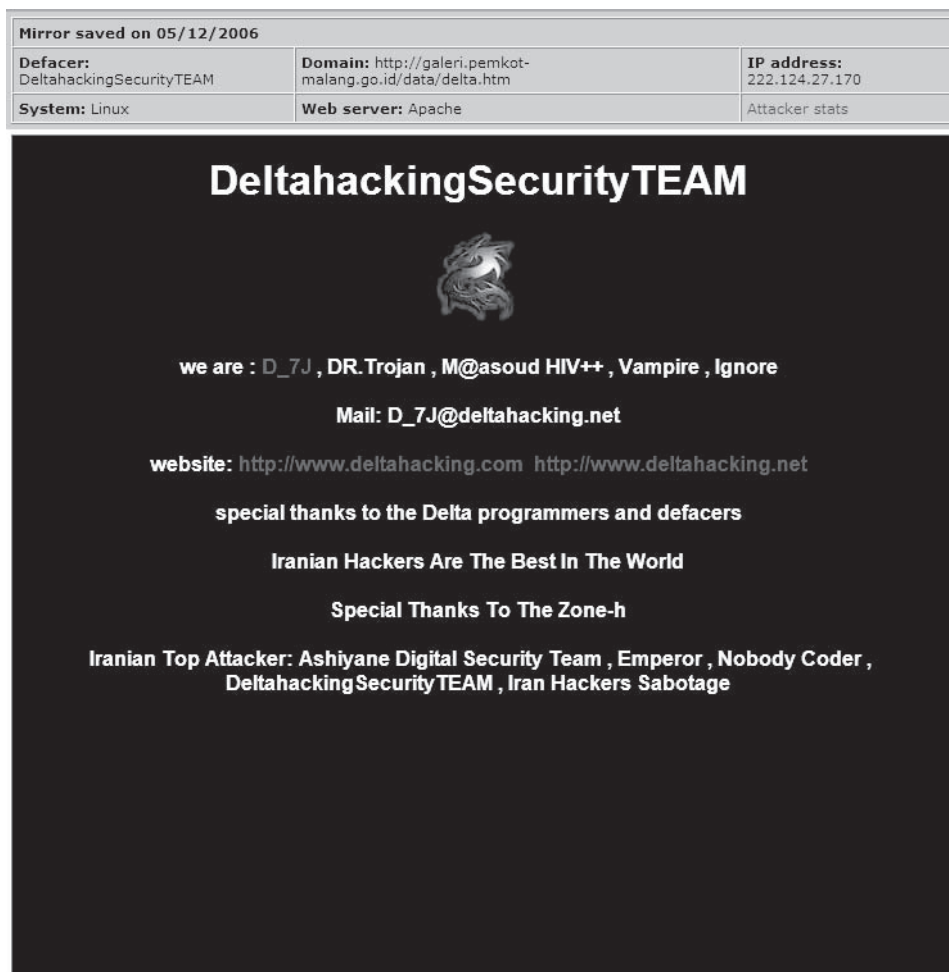 Mirror saved on 05/12/2006
Defacer:
DeltahackingSecurityTEAM
Domain: http://galeri.pemkot-
malang.go.id/data/delta.htm
IP address:
222.124.27.170
System: Linux
Web server: Apache
Attacker stats
DeltahackingSecurityTEAM
we are : D_7J , DR.Trojan , M@asoud HIV++ , Vampire , Ignore
Mail: D_7J@deltahacking.net
website: http://www.deltahacking.com http://www.deltahacking.net
special thanks to the Delta programmers and defacers
Iranian Hackers Are The Best In The World
Special Thanks To The Zone-h
Iranian Top Attacker: Ashiyane Digital Security Team , Emperor , Nobody Coder ,
DeltahackingSecurityTEAM , Iran Hackers Sabotage